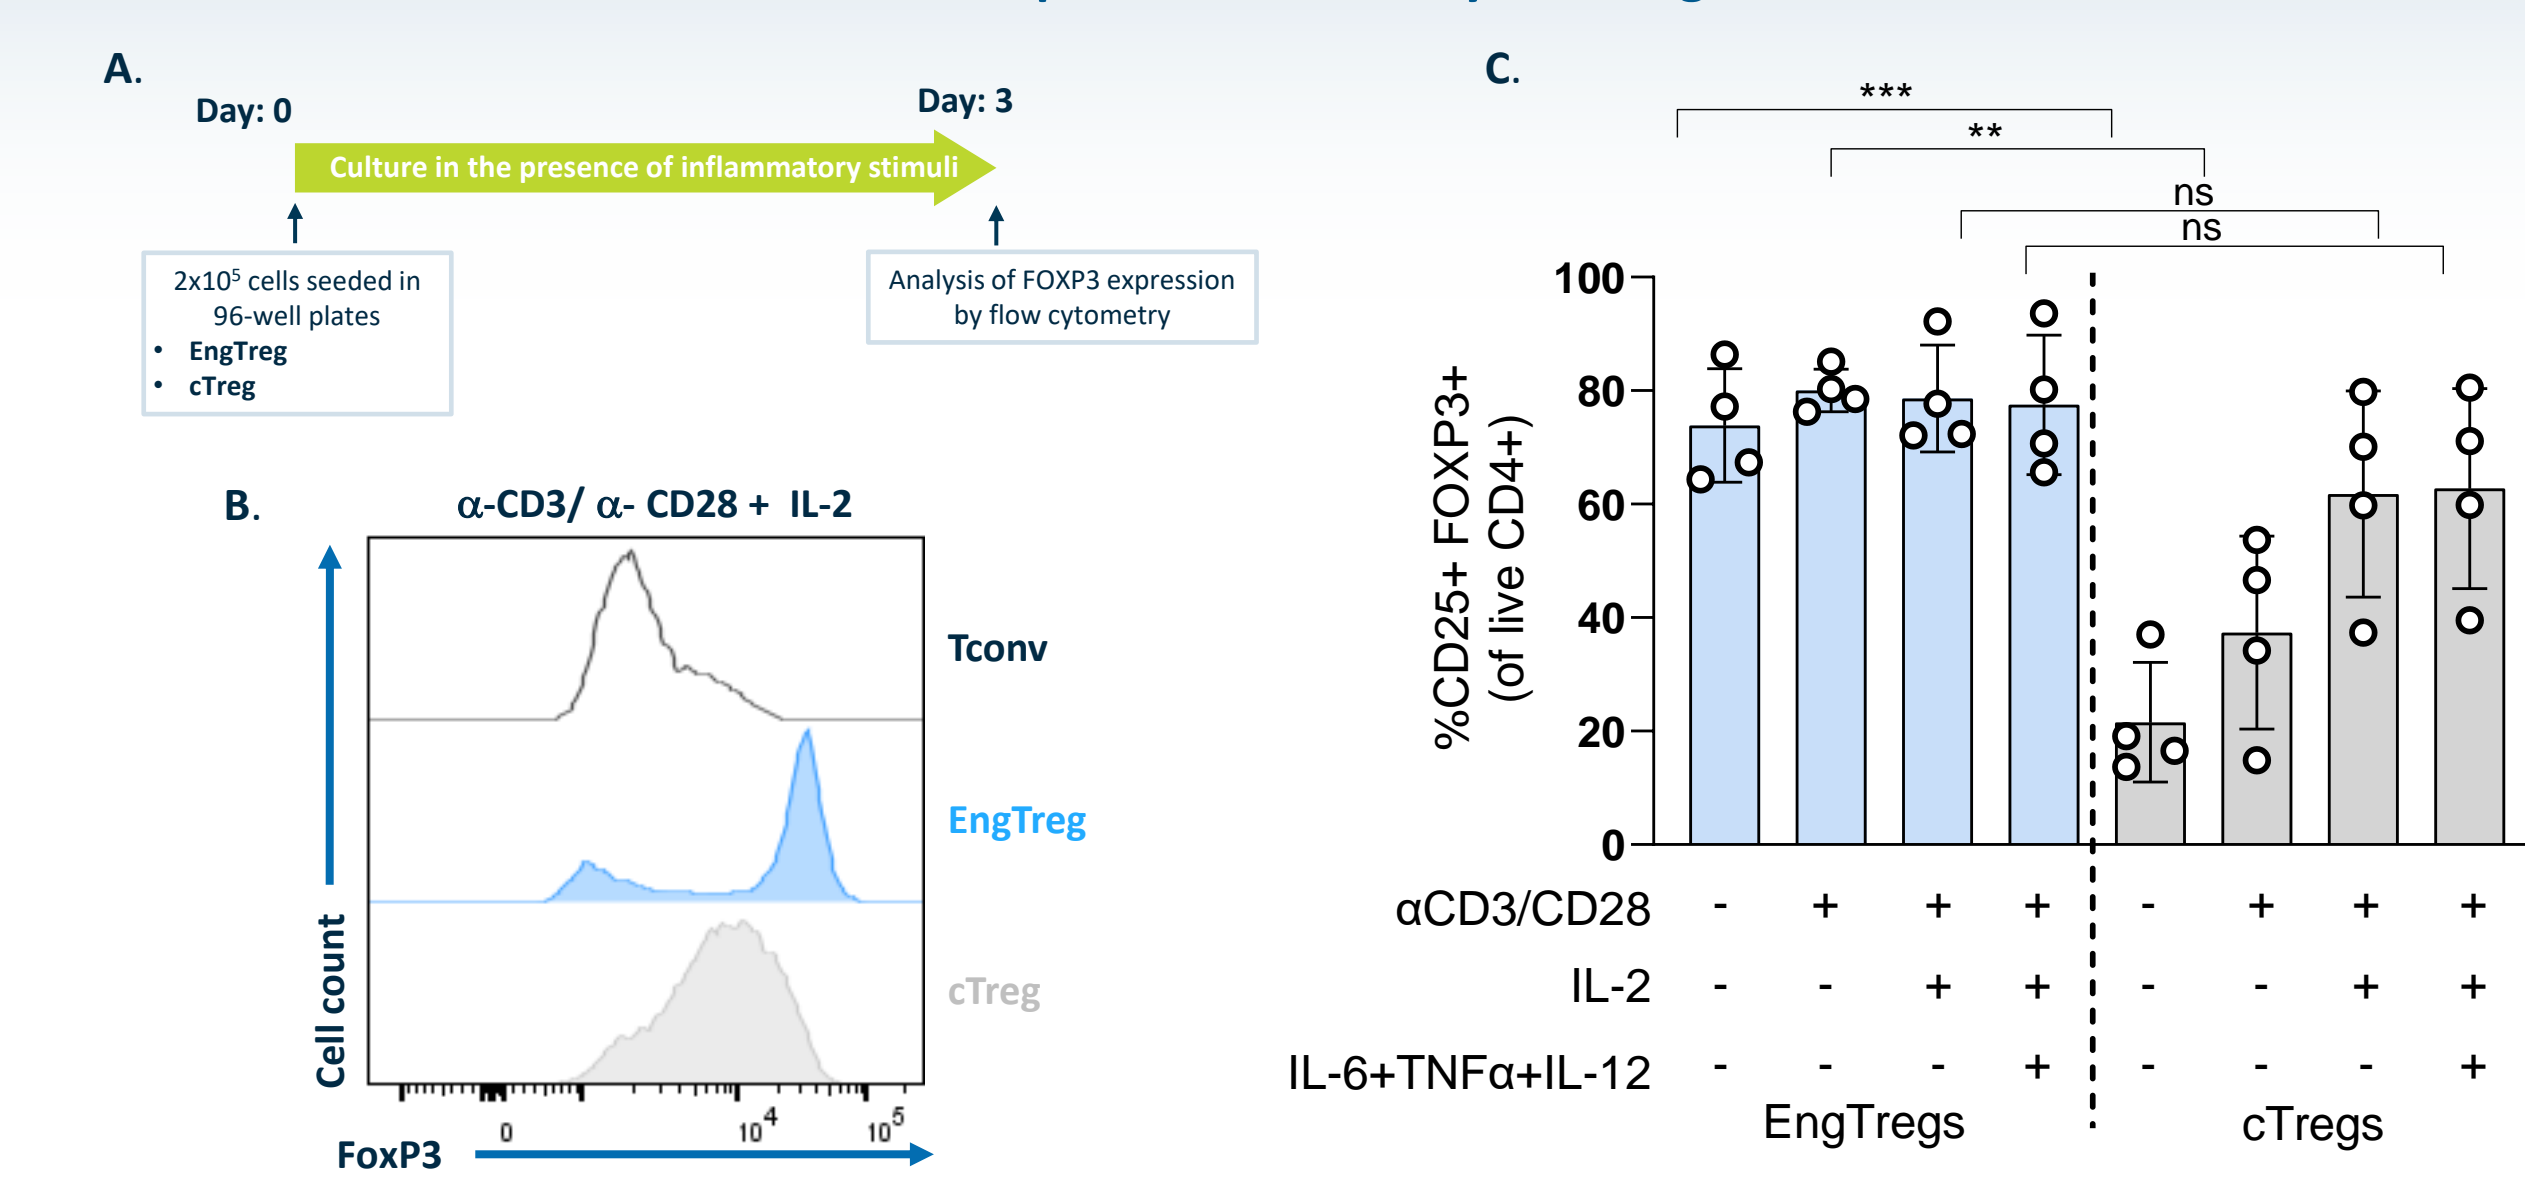 A.
Day: 0
Day: 3
Culture in the presence of inflammatory stimuli
2x10⁵ cells seeded in
96-well plates
• EngTreg
• cTreg
Analysis of FOXP3 expression
by flow cytometry
B.
α-CD3/ α- CD28 + IL-2
Tconv
EngTreg
cTreg
Cell count
0
10⁴
10⁵
FoxP3
C.
***
**
ns
ns
%CD25+ FOXP3+
(of live CD4+)
100
80
60
40
20
0
αCD3/CD28 - + + + - + + +
IL-2 - - + + - - + +
IL-6+TNFα+IL-12 - - - + - - - +
EngTregs
cTregs